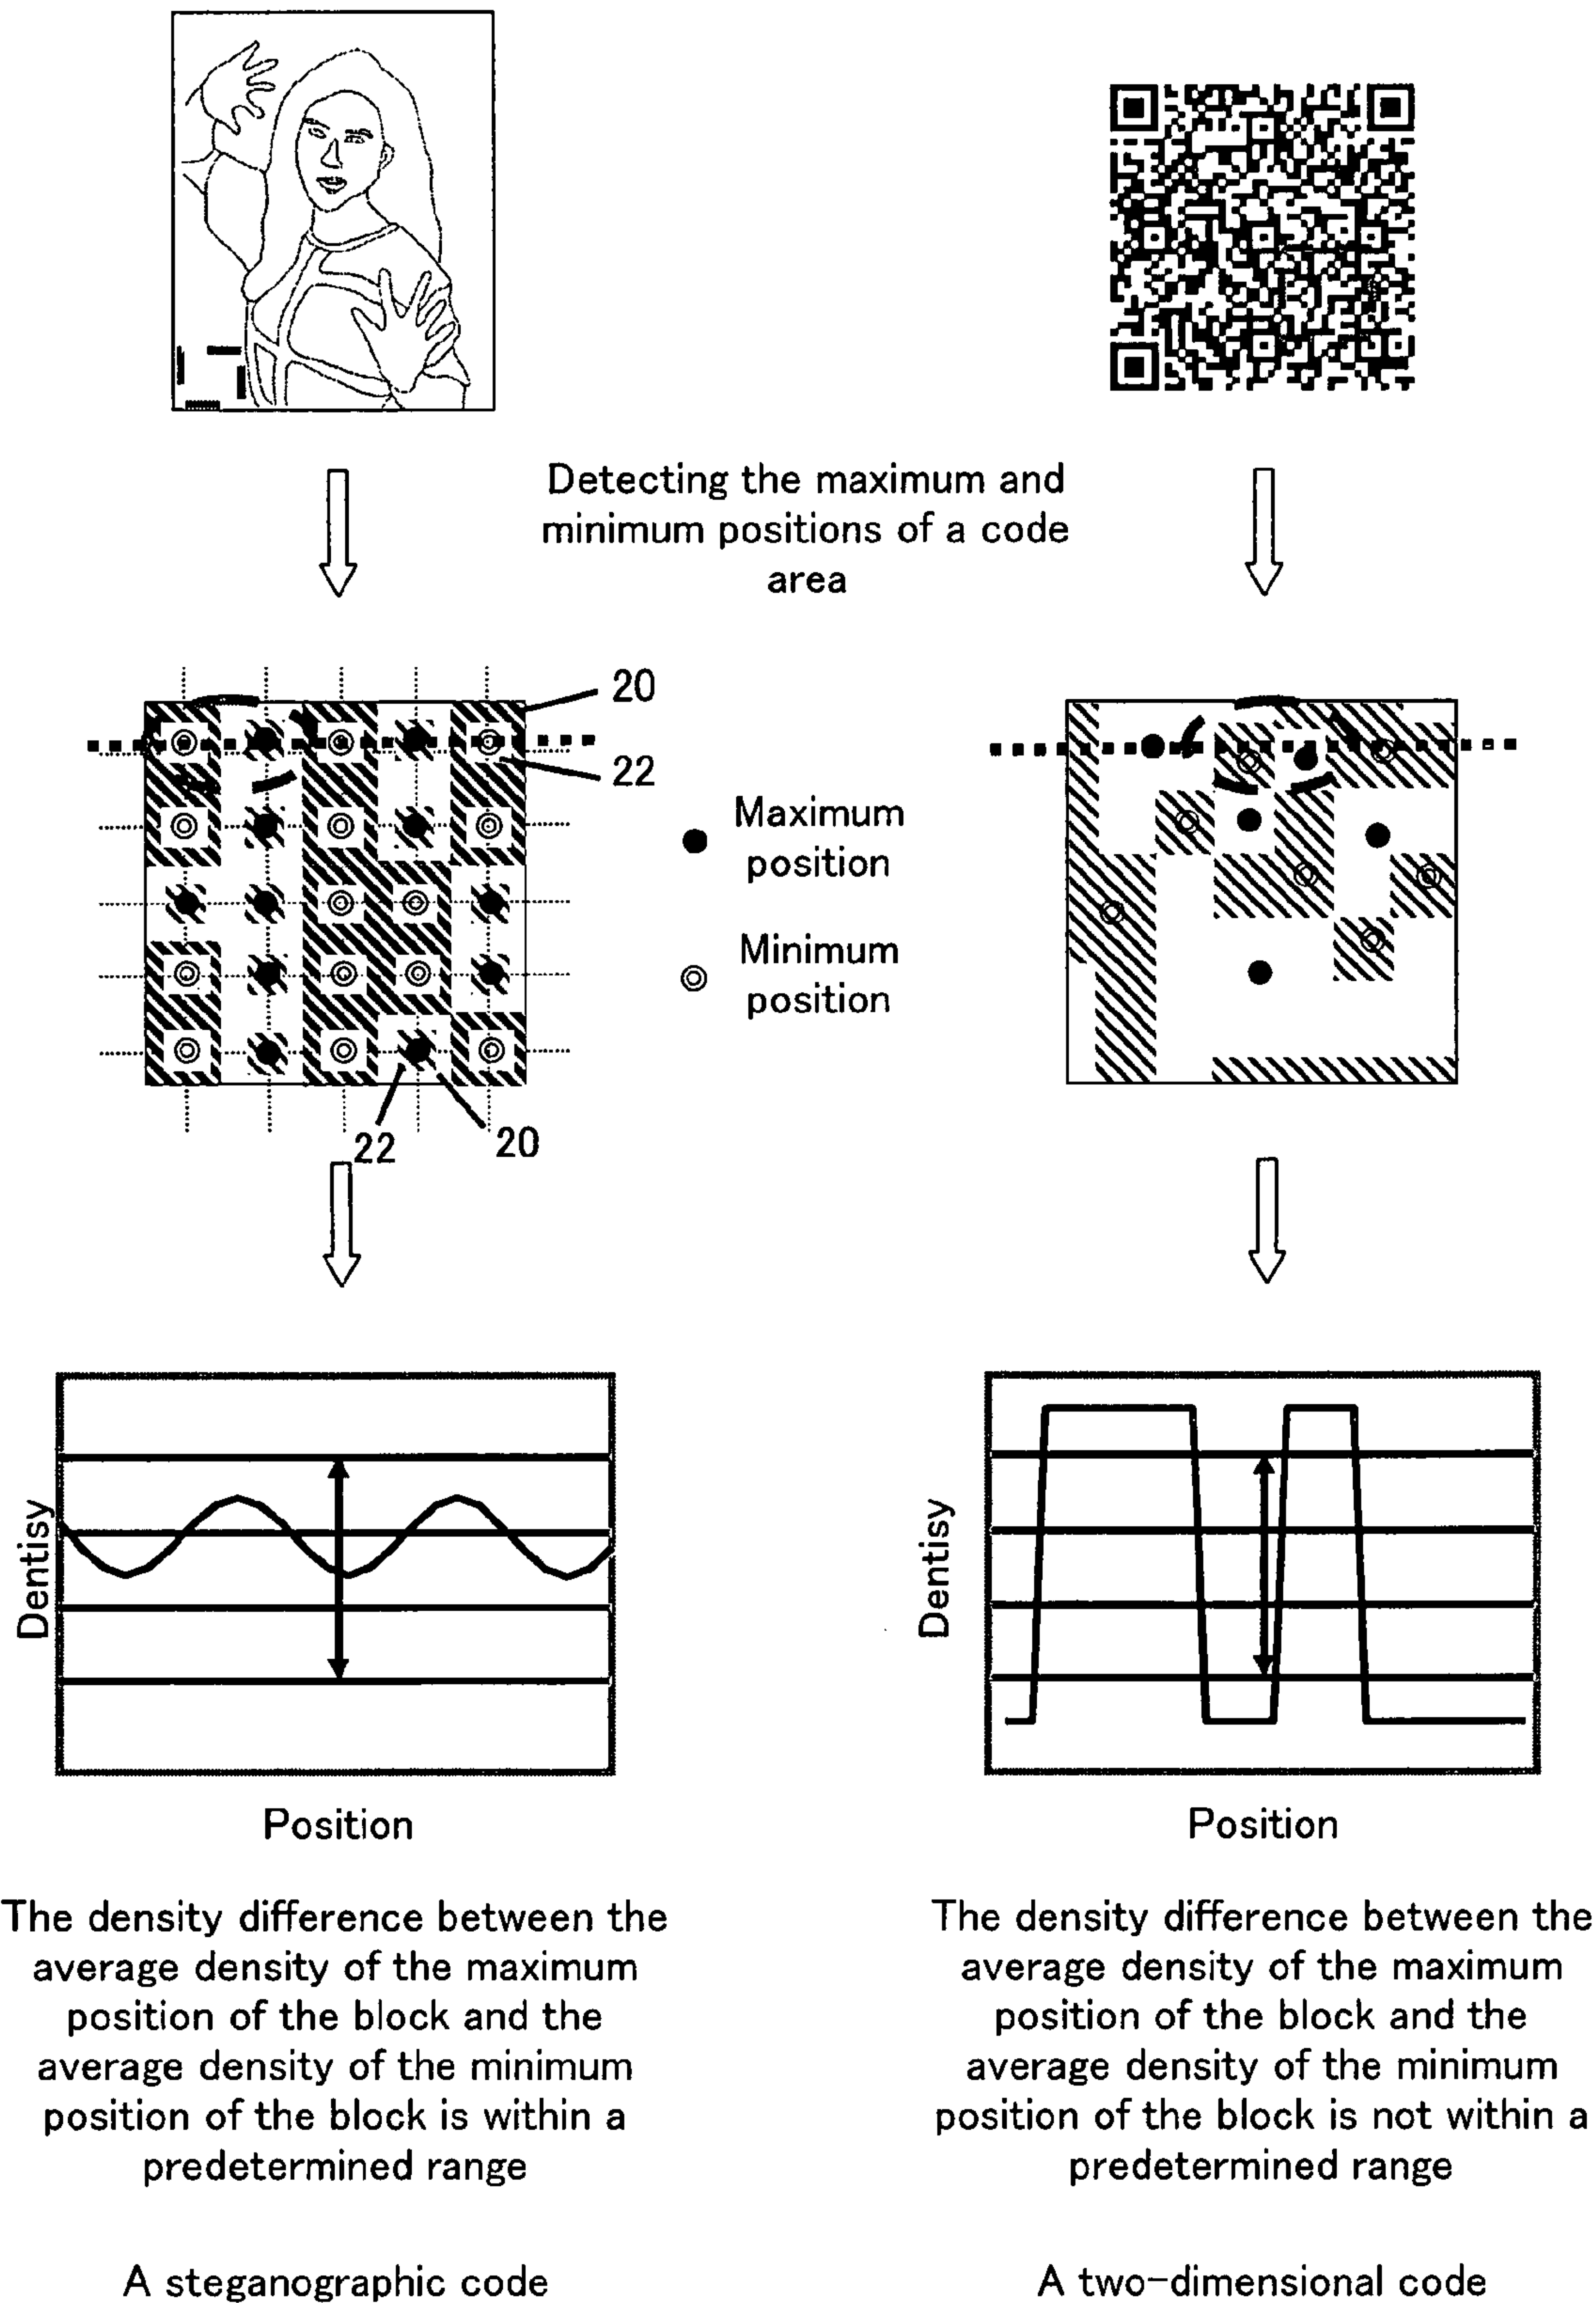 Detecting the maximum and
minimum positions of a code
area
20
22
Maximum
position
Minimum
position
22
20
Dentisy
Position
Dentisy
Position
The density difference between the
average density of the maximum
position of the block and the
average density of the minimum
position of the block is within a
predetermined range
The density difference between the
average density of the maximum
position of the block and the
average density of the minimum
position of the block is not within a
predetermined range
A steganographic code
A two-dimensional code